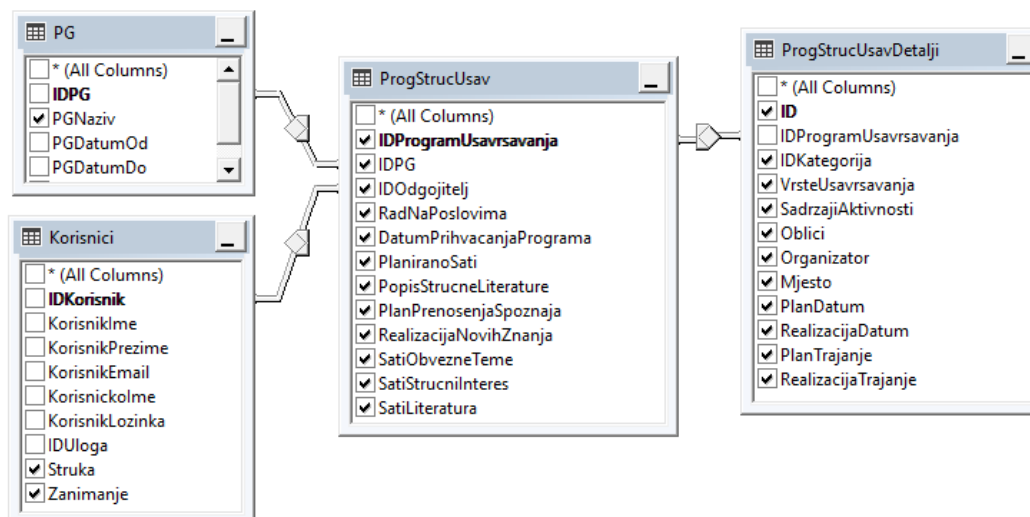 PG
* (All Columns)
IDPG
PGNaziv
PGDatumOd
PGDatumDo
Korisnici
* (All Columns)
IDKorisnik
KorisnikIme
KorisnikPrezime
KorisnikEmail
KorisnickoIme
KorisnikLozinka
IDUloga
Struka
Zanimanje
ProgStrucUsav
* (All Columns)
IDProgramUsavrsavanja
IDPG
IDOdgojitelj
RadNaPoslovima
DatumPrihvacanjaPrograma
PlaniranoSati
PopisStrucneLiterature
PlanPrenosenjaSpoznaja
RealizacijaNovihZnanja
SatiObvezneTeme
SatiStrucniInteres
SatiLiteratura
ProgStrucUsavDetalji
* (All Columns)
ID
IDProgramUsavrsavanja
IDKategorija
VrsteUsavrsavanja
SadrzajiAktivnosti
Oblici
Organizator
Mjesto
PlanDatum
RealizacijaDatum
PlanTrajanje
RealizacijaTrajanje